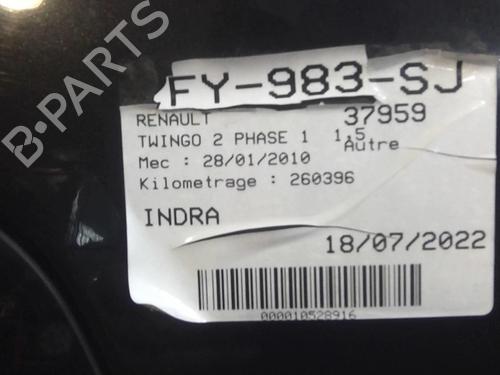 FY-983-SJ
RENAULT 37959
TWINGO 2 PHASE 1 1.5
Autre
Mec : 28/01/2010
Kilometrage : 260396
INDRA
18/07/2022
000010528916
B-PARTS